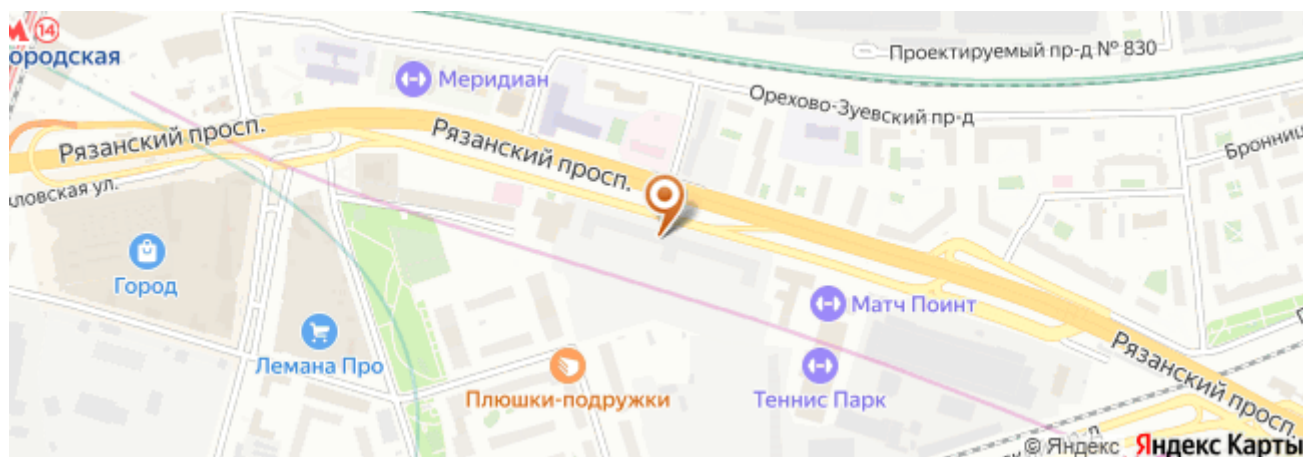 14
ородская
Проектируемый пр-д № 830
Меридиан
Орехово-Зуевский пр-д
Рязанский просп.
Рязанский просп.
Бронниц
ловская ул.
Город
Матч Поинт
Лемана Про
Рязанский просп.
Плюшки-подружки
Теннис Парк
© Яндекс Яндекс Карты